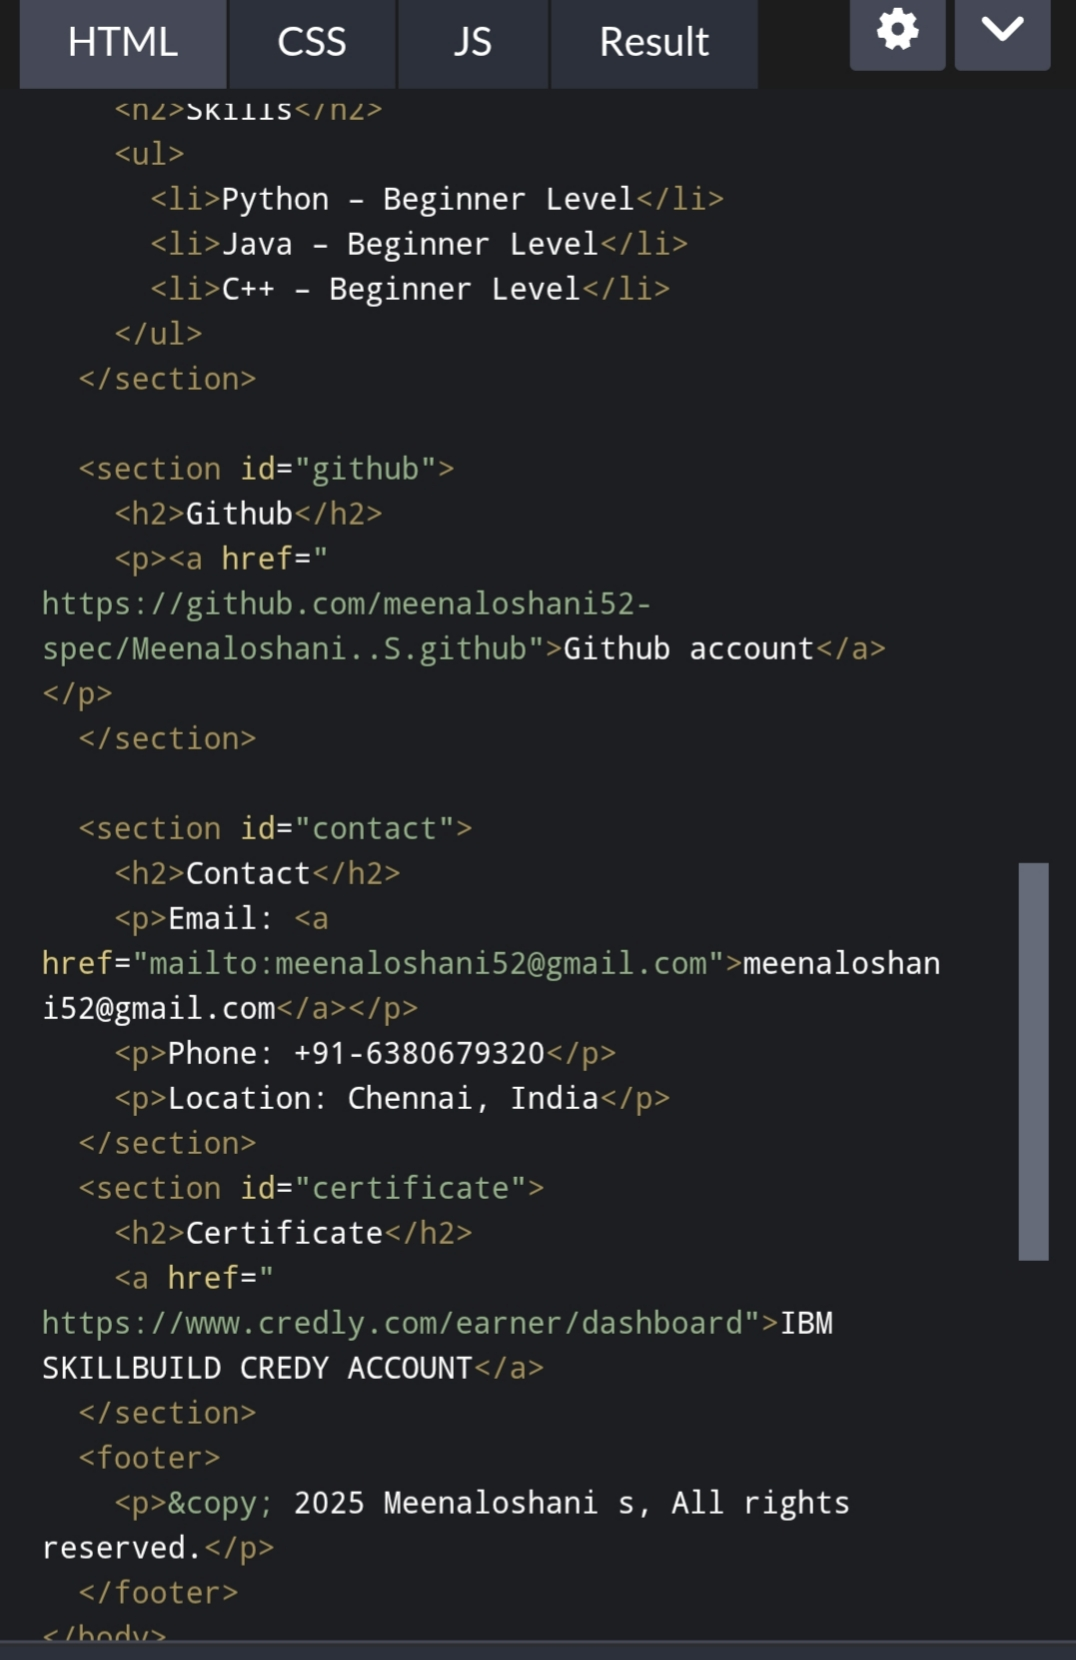 HTML CSS JS Result
<h2>Skills</h2>
<ul>
<li>Python – Beginner Level</li>
<li>Java – Beginner Level</li>
<li>C++ – Beginner Level</li>
</ul>
</section>
<section id="github">
<h2>Github</h2>
<p><a href="
https://github.com/meenaloshani52-
spec/Meenaloshani..S.github">Github account</a>
</p>
</section>
<section id="contact">
<h2>Contact</h2>
<p>Email: <a
href="mailto:meenaloshani52@gmail.com">meenaloshan
i52@gmail.com</a></p>
<p>Phone: +91-6380679320</p>
<p>Location: Chennai, India</p>
</section>
<section id="certificate">
<h2>Certificate</h2>
<a href="
https://www.credly.com/earner/dashboard">IBM
SKILLBUILD CREDY ACCOUNT</a>
</section>
<footer>
<p>&copy; 2025 Meenaloshani s, All rights
reserved.</p>
</footer>
</body>